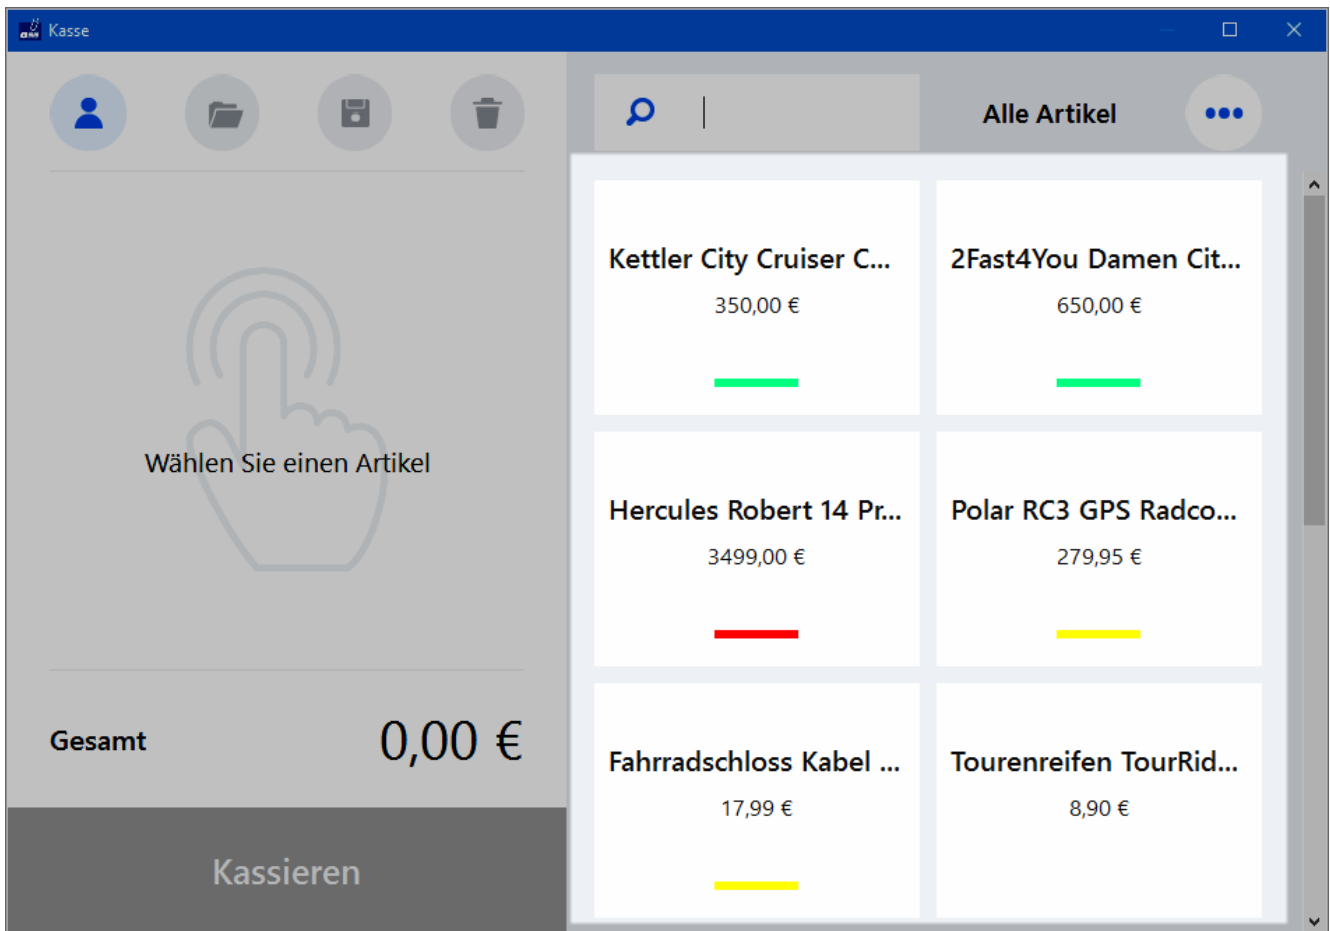 Kasse
Alle Artikel
Wählen Sie einen Artikel
Gesamt
0,00 €
Kassieren
Kettler City Cruiser C...
350,00 €
2Fast4You Damen Cit...
650,00 €
Hercules Robert 14 Pr...
3499,00 €
Polar RC3 GPS Radco...
279,95 €
Fahrradschloss Kabel ...
17,99 €
Tourenreifen TourRid...
8,90 €